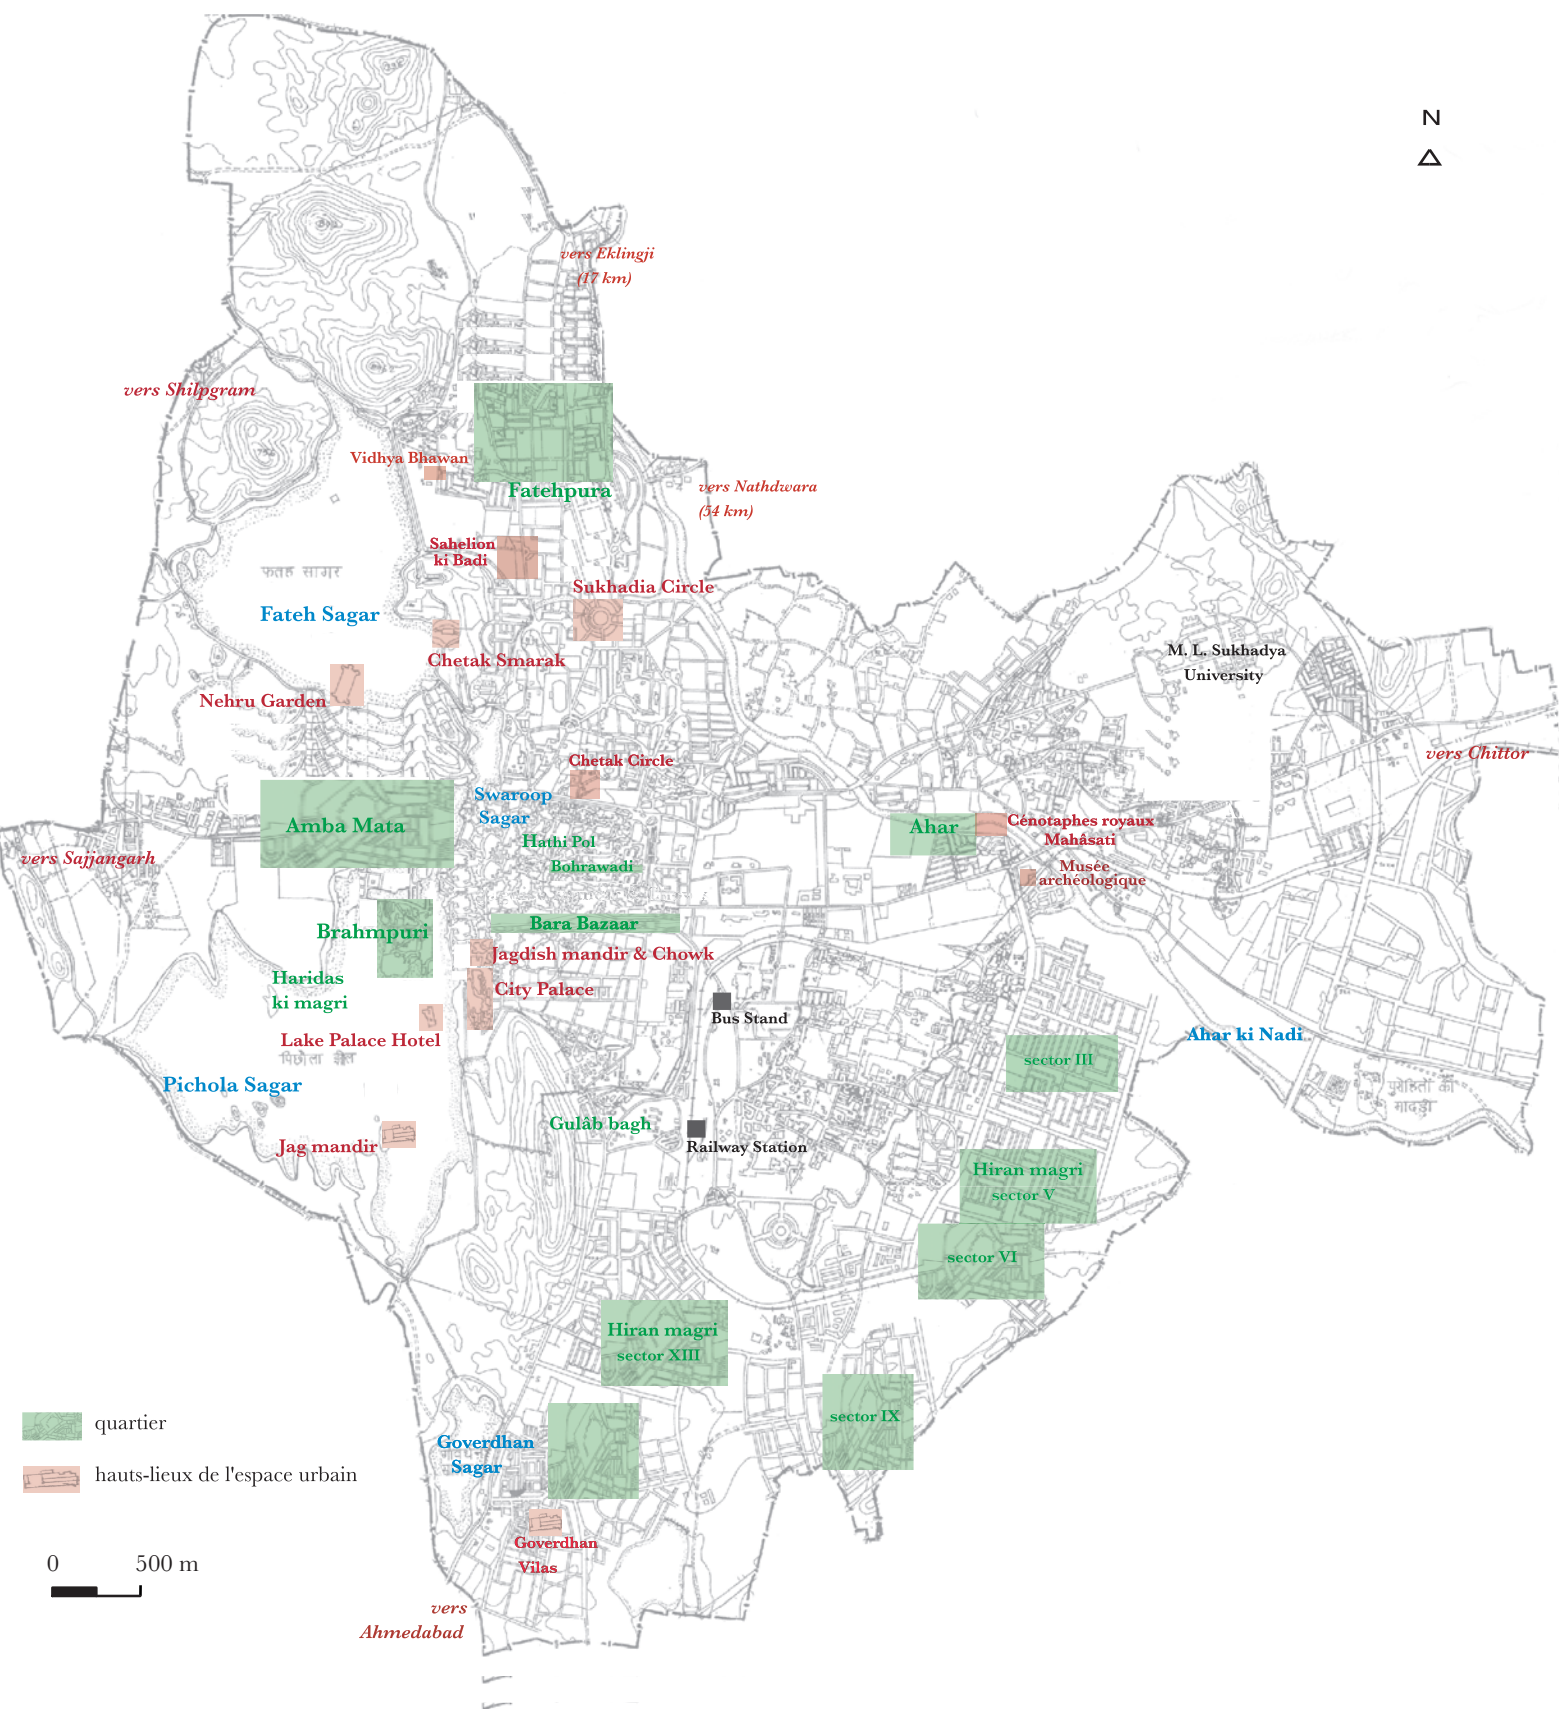 N
vers Eklingji
(17 km)
vers Shilpgram
Vidhya Bhawan
Fatehpura
vers Nathdwara
(54 km)
Sahelion
ki Badi
फतह सागर
Sukhadia Circle
Fateh Sagar
Chetak Smarak
M. L. Sukhadya
University
Nehru Garden
vers Chittor
Chetak Circle
Swaroop
Sagar
Amba Mata
Hathi Pol
Bohrawadi
Ahar
Cénotaphes royaux
Mahâsati
Musée
archéologique
vers Sajjangarh
Bara Bazaar
Brahmpuri
Jagdish mandir & Chowk
Haridas
ki magri
City Palace
Bus Stand
Lake Palace Hotel
पिछोला झील
Ahar ki Nadi
sector III
Pichola Sagar
पुरोहितों की
सादड़ी
Gulâb bagh
Jag mandir
Railway Station
Hiran magri
sector V
sector VI
Hiran magri
sector XIII
sector IX
Goverdhan
Sagar
quartier
hauts-lieux de l'espace urbain
Goverdhan
Vilas
0 500 m
vers
Ahmedabad